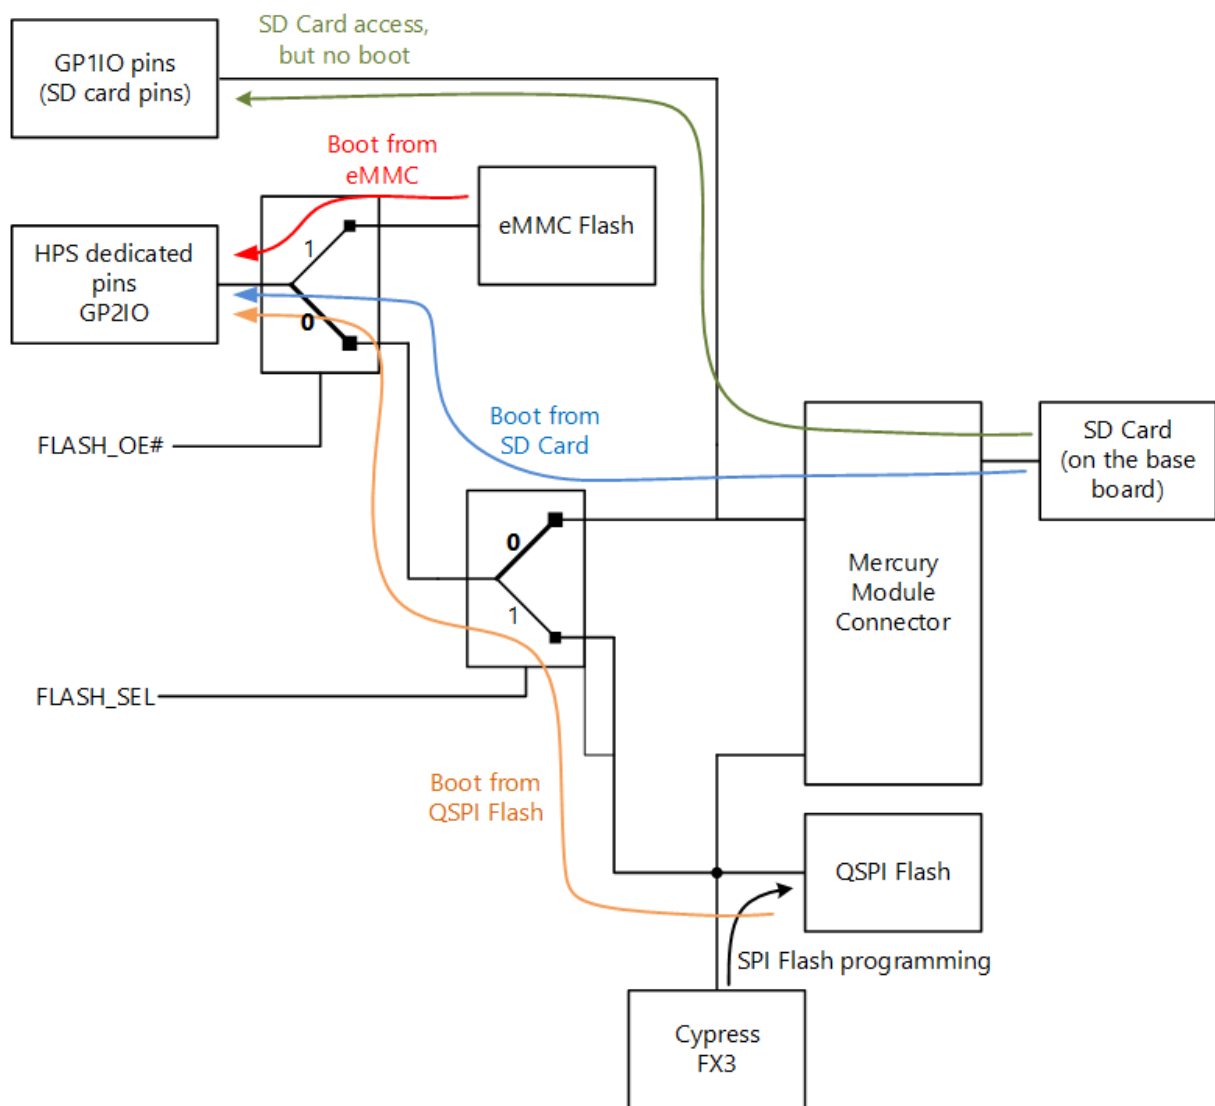 SD Card access,
but no boot
GP1IO pins
(SD card pins)
Boot from
eMMC
eMMC Flash
1
HPS dedicated
pins
GP2IO
0
FLASH_OE#
Boot from
SD Card
SD Card
(on the base
board)
0
1
Mercury
Module
Connector
FLASH_SEL
Boot from
QSPI Flash
QSPI Flash
SPI Flash programming
Cypress
FX3